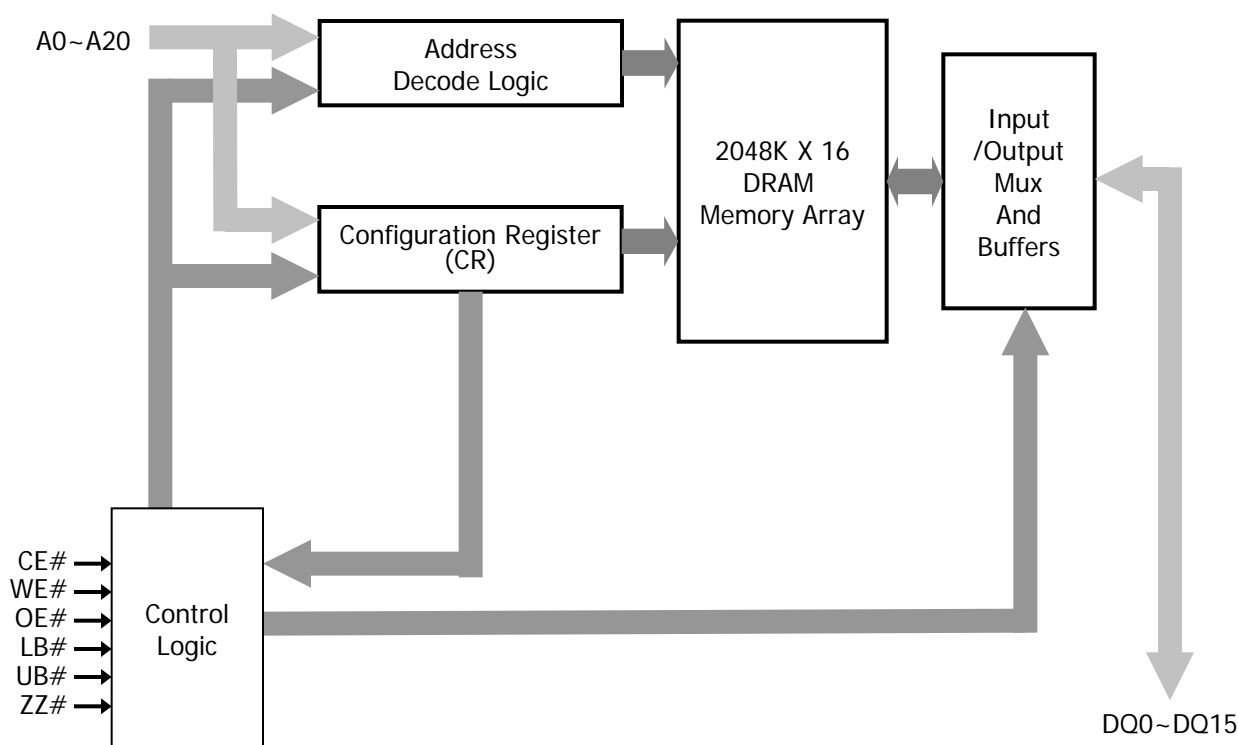 A0~A20
Address
Decode Logic
2048K X 16
DRAM
Memory Array
Input
/Output
Mux
And
Buffers
Configuration Register
(CR)
CE#
WE#
OE#
LB#
UB#
ZZ#
Control
Logic
DQ0~DQ15